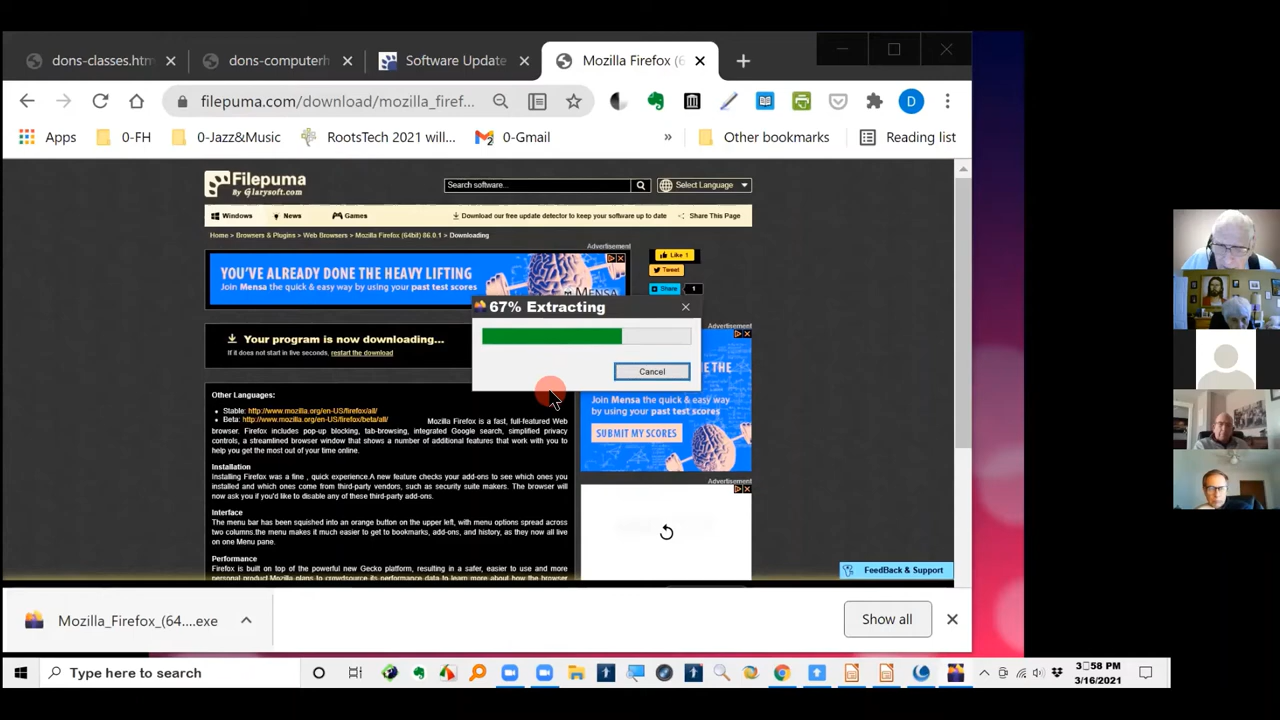 dons-classes.htm
dons-computerh
Software Update
Mozilla Firefox (6
filepuma.com/download/mozilla_firef...
D
Apps
0-FH
0-Jazz&Music
RootsTech 2021 will...
0-Gmail
»
Other bookmarks
Reading list
Filepuma
By Glarysoft.com
Search software...
Select Language
Windows
News
Games
Download our free update detector to keep your software up to date
Share This Page
Home > Browsers & Plugins > Web Browsers > Mozilla Firefox (64bit) 86.0.1 > Downloading
Advertisement
YOU'VE ALREADY DONE THE HEAVY LIFTING
Join Mensa the quick & easy way by using your past test scores
Like 1
Tweet
Share
1
67% Extracting
Cancel
Your program is now downloading...
If it does not start in five seconds, restart the download
Advertisement
THE
Join Mensa the quick & easy way
by using your past test scores
SUBMIT MY SCORES
Other Languages:
Stable: http://www.mozilla.org/en-US/firefox/all/
Beta: http://www.mozilla.org/en-US/firefox/beta/all/
Mozilla Firefox is a fast, full-featured Web
browser. Firefox includes pop-up blocking, tab-browsing, integrated Google search, simplified privacy
controls, a streamlined browser window that shows a number of additional features that work with you to
help you get the most out of your time online.
Installation
Installing Firefox was a fine , quick experience.A new feature checks your add-ons to see which ones you
installed and which ones come from third-party vendors, such as security suite makers. The browser
will now ask you if you'd like to disable any of these third-party add-ons.
Interface
The menu bar has been squished into an orange button on the upper left, with menu options spread across
two columns.the menu makes it much easier to get to bookmarks, add-ons, and history, as they now all live
on one Menu pane.
Performance
Firefox is built on top of the powerful new Gecko platform, resulting in a safer, easier to use and more
personal product.Mozilla plans to crowdsource its performance data to learn more about how the browser
Advertisement
FeedBack & Support
Mozilla_Firefox_(64....exe
Show all
Type here to search
3:58 PM
3/16/2021